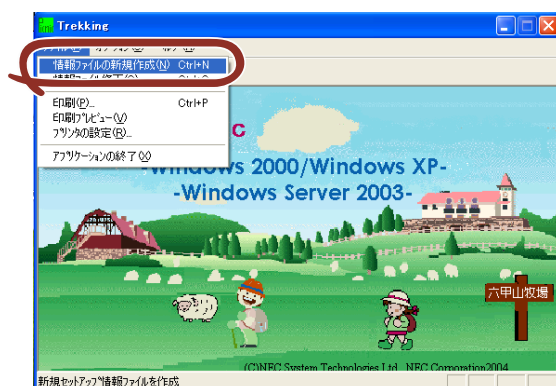 Trekking
情報ファイルの新規作成(N) Ctrl+N
印刷(P)... Ctrl+P
印刷プレビュー(V)
プリンタの設定(R)...
アプリケーションの終了(X)
C
-Windows 2000/Windows XP-
-Windows Server 2003-
六甲山牧場
(C)NEC System Technologies Ltd., NEC Corporation2004
新規セットアップ情報ファイルを作成